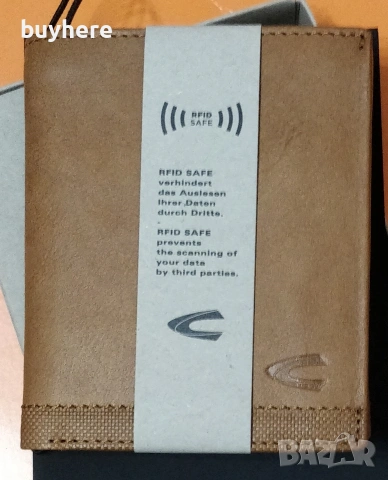 buyhere
RFID
SAFE
RFID SAFE
verhindert
das Auslesen
Ihrer Daten
durch Dritte.
-
RFID SAFE
prevents
the scanning of
your data
by third parties.
BAZAR